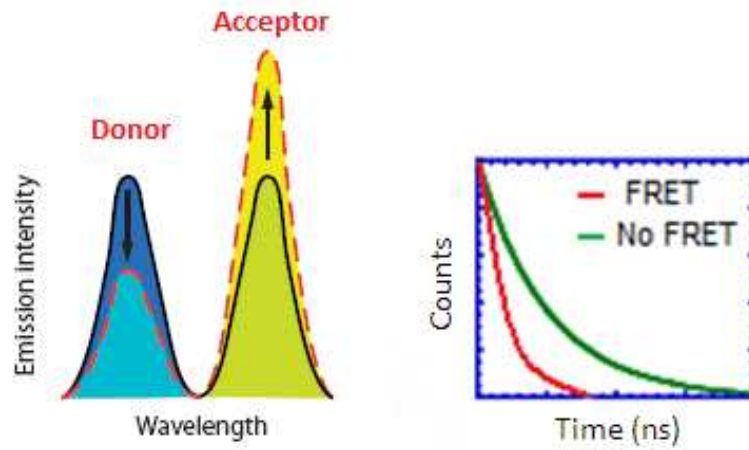 Acceptor
Donor
Emission intensity
Wavelength
FRET
No FRET
Counts
Time (ns)